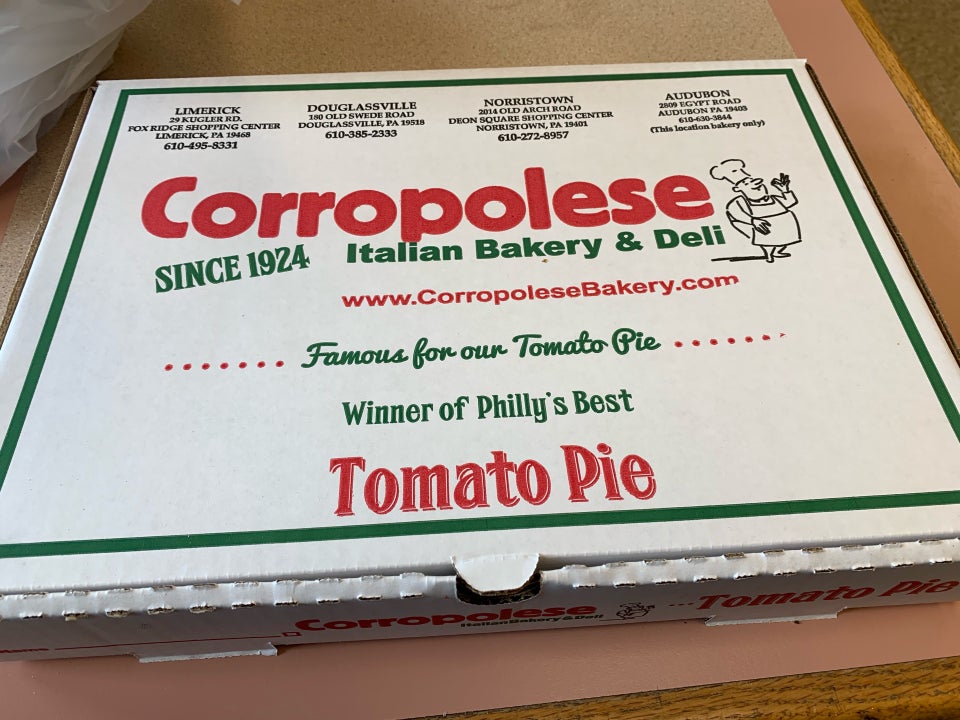 LIMERICK
29 KUGLER RD.
FOX RIDGE SHOPPING CENTER
LIMERICK, PA 19468
610-495-8331
DOUGLASSVILLE
180 OLD SWEDE ROAD
DOUGLASSVILLE, PA 19518
610-385-2333
NORRISTOWN
2014 OLD ARCH ROAD
DEON SQUARE SHOPPING CENTER
NORRISTOWN, PA 19401
610-272-8957
AUDUBON
2809 EGYPT ROAD
AUDUBON PA 19403
610-630-3844
(This location bakery only)
Corropolese
SINCE 1924
Italian Bakery & Deli
www.CorropoleseBakery.com
Famous for our Tomato Pie
Winner of Philly's Best
Tomato Pie
Name
Corropolese
Italian Bakery & Deli
...Tomato Pie